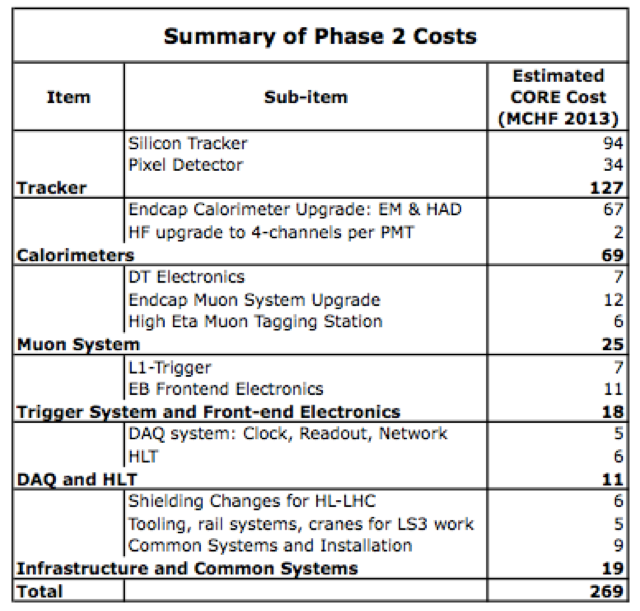 Summary of Phase 2 Costs
Item Sub-item Estimated CORE Cost (MCHF 2013)
Silicon Tracker 94
Pixel Detector 34
Tracker 127
Endcap Calorimeter Upgrade: EM & HAD 67
HF upgrade to 4-channels per PMT 2
Calorimeters 69
DT Electronics 7
Endcap Muon System Upgrade 12
High Eta Muon Tagging Station 6
Muon System 25
L1-Trigger 7
EB Frontend Electronics 11
Trigger System and Front-end Electronics 18
DAQ system: Clock, Readout, Network 5
HLT 6
DAQ and HLT 11
Shielding Changes for HL-LHC 6
Tooling, rail systems, cranes for LS3 work 5
Common Systems and Installation 9
Infrastructure and Common Systems 19
Total 269